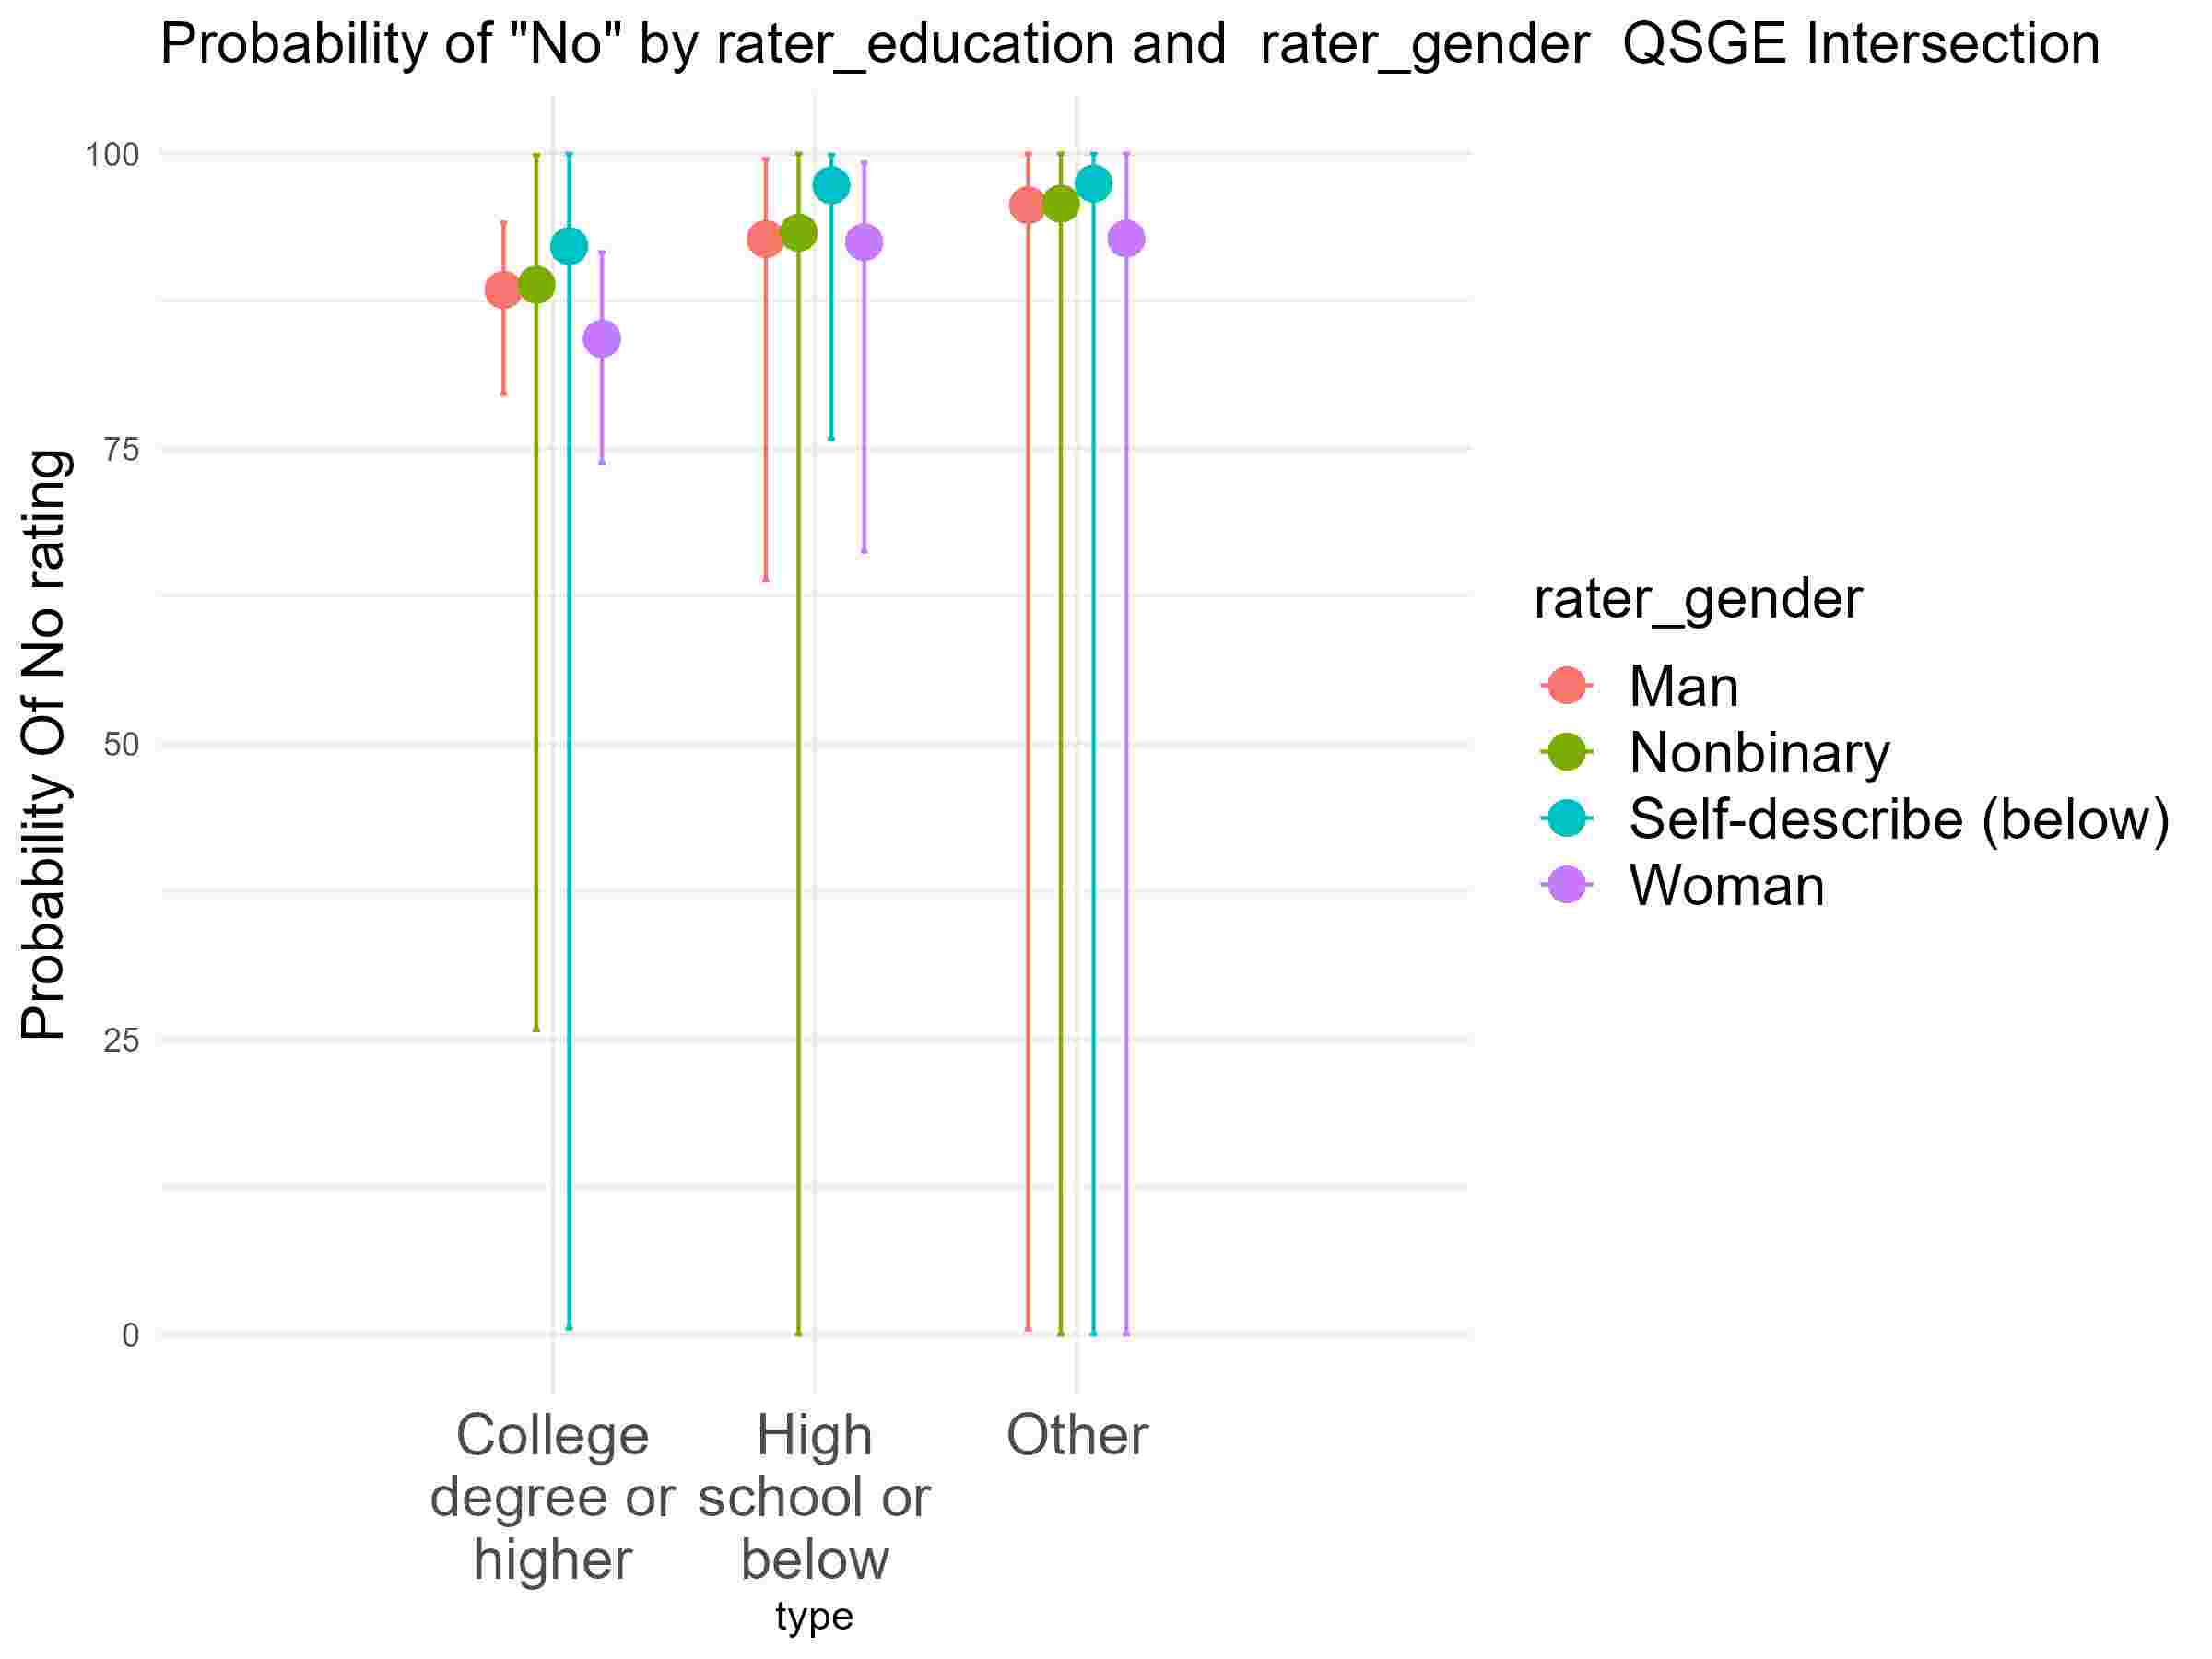 Probability of "No" by rater_education and  rater_gender  QSGE Intersection
Probability Of No rating
100
75
50
25
0
College
degree or
higher
High
school or
below
Other
type
rater_gender
Man
Nonbinary
Self-describe (below)
Woman